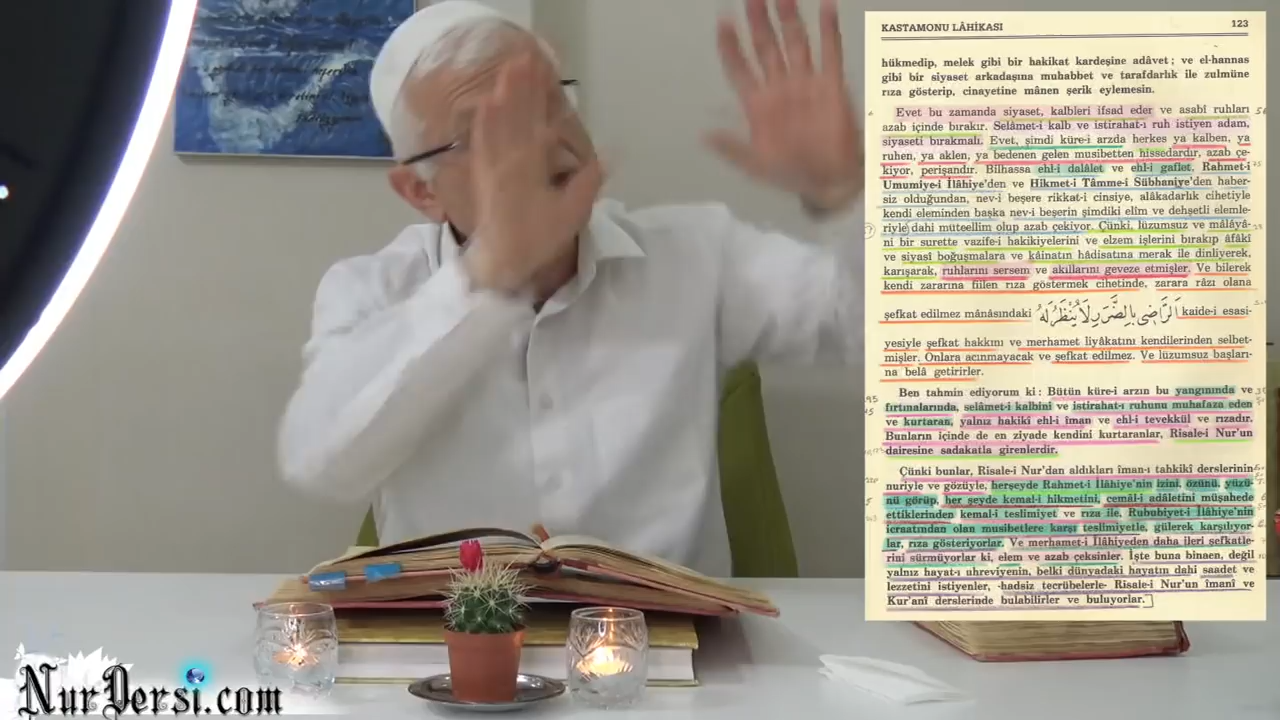 KASTAMONU LÂHİKASI 123
hükmedip, melek gibi bir hakikat kardeşine adâvet; ve el-hannas
gibi bir siyaset arkadaşına muhabbet ve tarafdarlık ile zulmüne
rıza gösterip, cinayetine mânen şerik eylemesin.
Evet bu zamanda siyaset, kalbleri ifsad eder ve asabî ruhları
azab içinde bırakır. Selâmet-i kalb ve istirahat-ı ruh istiyen adam,
siyaseti bırakmalı. Evet, şimdi küre-i arzda herkes ya kalben, ya
ruhen, ya aklen, ya bedenen gelen musibetten hissedardır, azab çe-
kiyor, perişandır. Bilhassa ehl-i dalâlet ve ehl-i gaflet, Rahmet-i
Umumiye-i İlâhiye'den ve Hikmet-i Tâmme-i Sübhaniye'den haber-
siz olduğundan, nev-i beşere rikkat-i cinsiye, alâkadarlık cihetiyle
kendi eleminden başka nev-i beşerin şimdiki elîm ve dehşetli elemle-
riyle dahi müteellim olup azab çekiyor. Çünki, lüzumsuz ve mâlâyâ-
ni bir surette vazife-i hakikiyelerini ve elzem işlerini bırakıp âfâkî
ve siyasî boğuşmalara ve kâinatın hâdisatına merak ile dinliyerek,
karışarak, ruhlarını sersem ve akıllarını geveze etmişler. Ve bilerek
kendi zararına fiilen rıza göstermek cihetinde, zarara râzı olana
şefkat edilmez mânâsındaki اَلرَّاضِى بِالضَّرَرِ لَا يُنْظَرُ لَهُ kaide-i esasi-
yesiyle şefkat hakkını ve merhamet liyâkatını kendilerinden selbet-
mişler. Onlara acınmayacak ve şefkat edilmez. Ve lüzumsuz başları-
na belâ getirirler.
Ben tahmin ediyorum ki: Bütün küre-i arzın bu yangınında ve
fırtınalarında, selâmet-i kalbini ve istirahat-ı ruhunu muhafaza eden
ve kurtaran, yalnız hakiki ehl-i îman ve ehl-i tevekkül ve rızadır.
Bunların içinde de en ziyade kendini kurtaranlar, Risale-i Nur'un
dairesine sadakatla girenlerdir.
Çünki bunlar, Risale-i Nur'dan aldıkları îman-ı tahkikî derslerinin
nuriyle ve gözüyle, herşeyde Rahmet-i İlâhiye'nin izini, özünü, yüzü-
nü görüp, her şeyde kemal-i hikmetini, cemâl-i adâletini müşahede
ettiklerinden kemal-i teslimiyet ve rıza ile, Rububiyet-i İlâhiye'nin
icraatından olan musibetlere karşı teslimiyetle, gülerek karşılıyor-
lar, rıza gösteriyorlar. Ve merhamet-i İlâhiyeden daha ileri şefkatle-
rini sürmüyorlar ki, elem ve azab çeksinler. İşte buna binaen, değil
yalnız hayat-ı uhreviyenin, belki dünyadaki hayatın dahi saadet ve
lezzetini istiyenler, -hadsiz tecrübelerle- Risale-i Nur'un îmanî ve
Kur'anî derslerinde bulabilirler ve buluyorlar.]
NurDersi.com